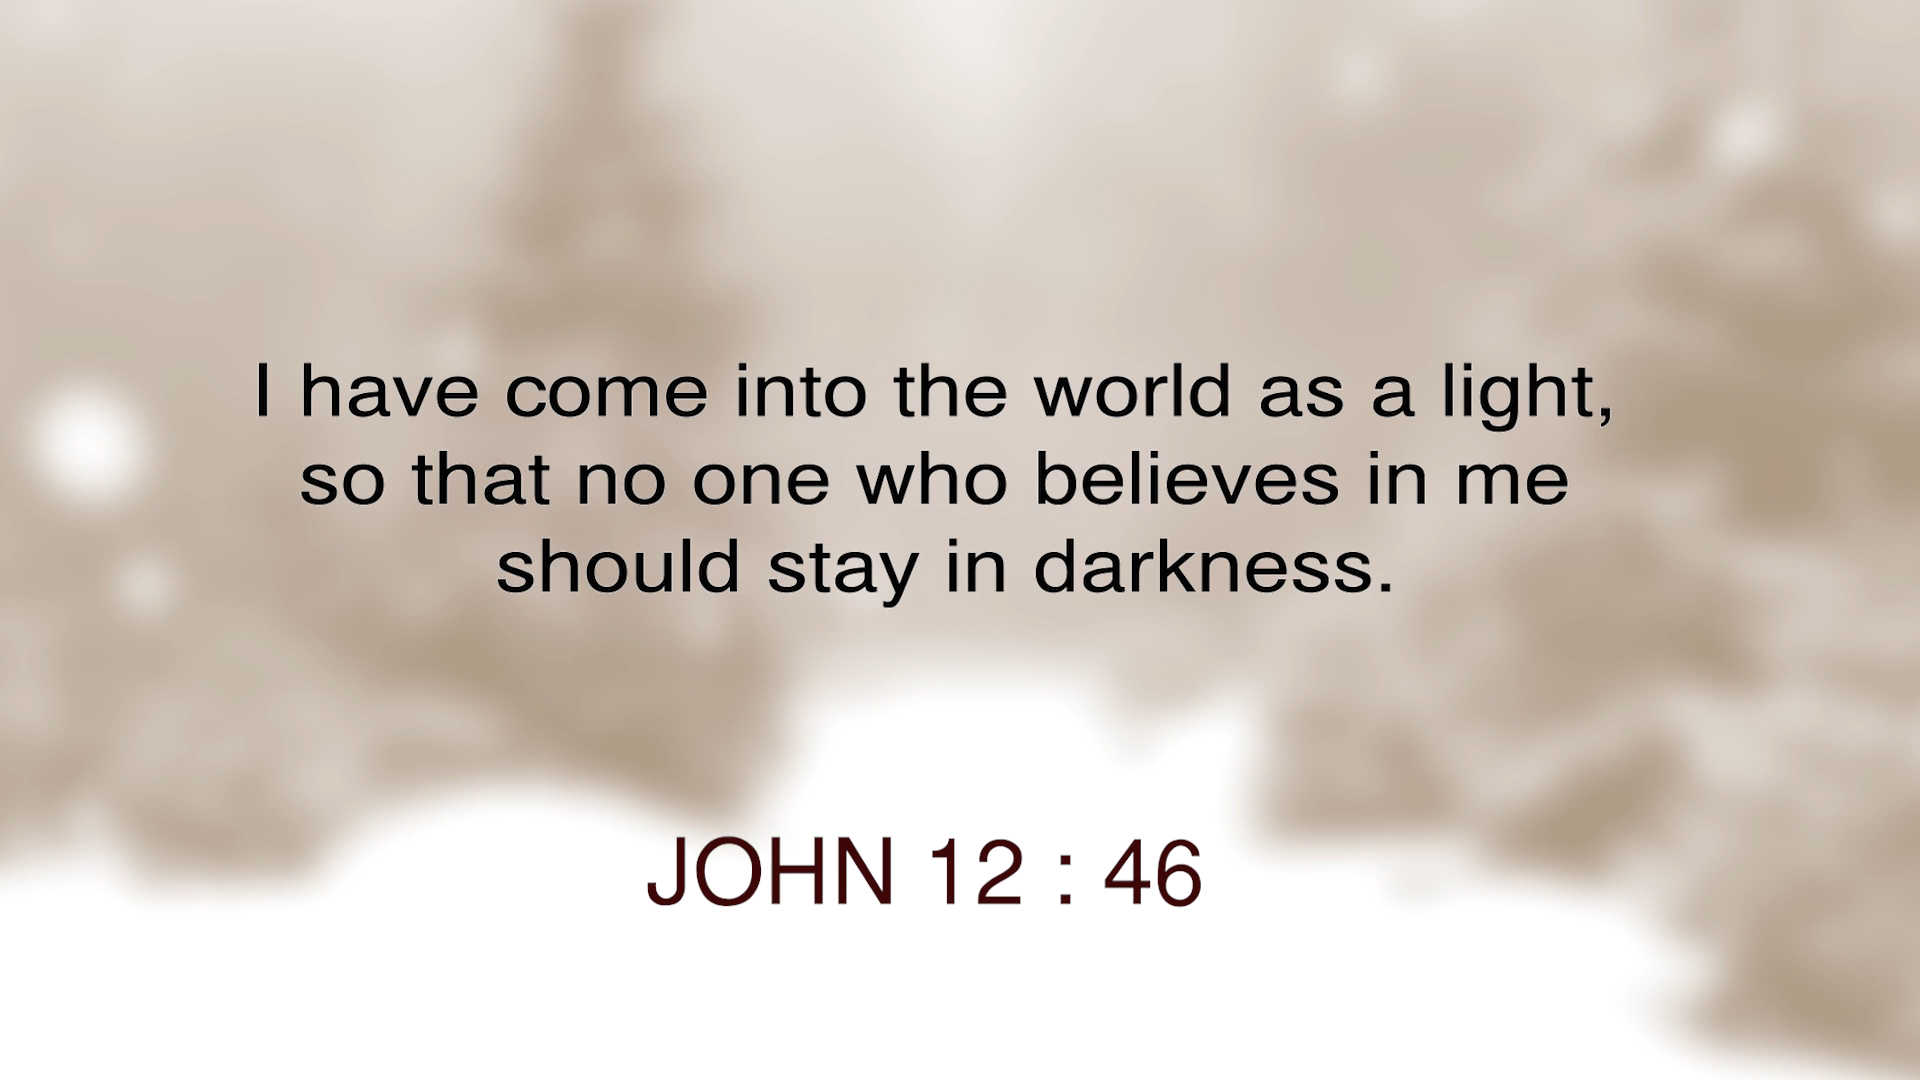 I have come into the world as a light,
so that no one who believes in me
should stay in darkness.
JOHN 12 : 46